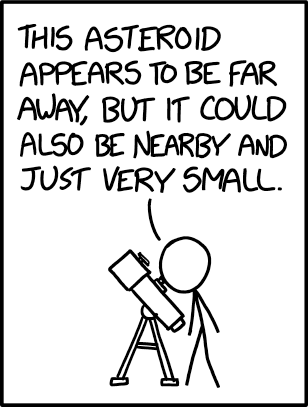 THIS ASTEROID
APPEARS TO BE FAR
AWAY, BUT IT COULD
ALSO BE NEARBY AND
JUST VERY SMALL.